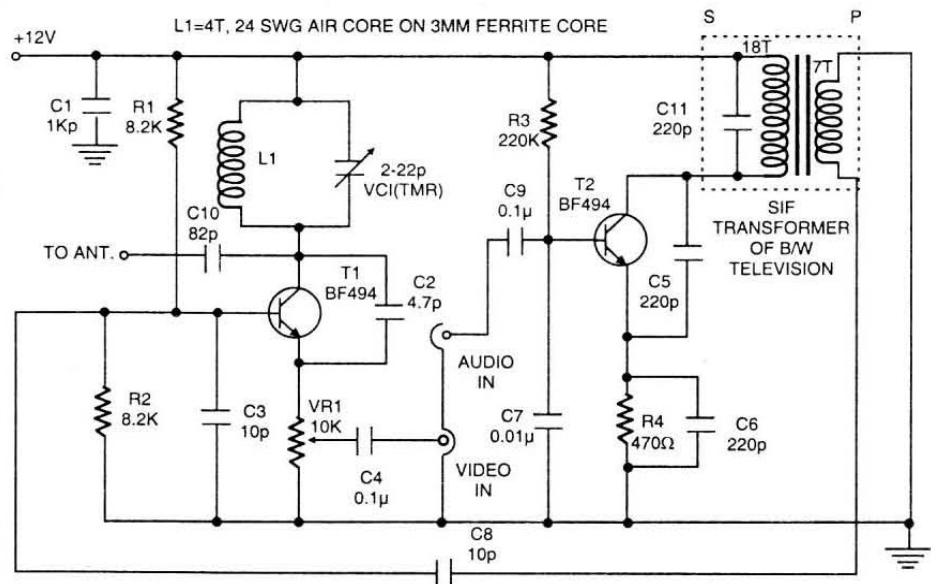 L1=4T, 24 SWG AIR CORE ON 3MM FERRITE CORE
S
P
+12V
18T
7T
C1
1Kp
R1
8.2K
L1
2-22p
VCI(TMR)
R3
220K
C11
220p
C10
82p
C9
0.1μ
T2
BF494
SIF
TRANSFORMER
OF B/W
TELEVISION
TO ANT.
T1
BF494
C2
4.7p
C5
220p
AUDIO
IN
R2
8.2K
C3
10p
VR1
10K
C4
0.1μ
VIDEO
IN
C7
0.01μ
R4
470Ω
C6
220p
C8
10p